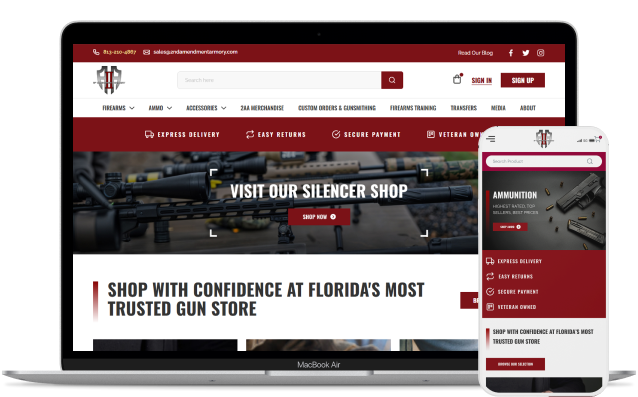 813-210-4867 sales@2ndamendmentarmory.com Read Our Blog
Search here
SIGN IN SIGN UP
FIREARMS AMMO ACCESSORIES 2AA MERCHANDISE CUSTOM ORDERS & GUNSMITHING FIREARMS TRAINING TRANSFERS MEDIA ABOUT
EXPRESS DELIVERY EASY RETURNS SECURE PAYMENT VETERAN OWN
VISIT OUR SILENCER SHOP
SHOP NOW
SHOP WITH CONFIDENCE AT FLORIDA'S MOST
TRUSTED GUN STORE
MacBook Air
Search Product
AMMUNITION
HIGHEST RATED, TOP
SELLERS, BEST PRICES
SHOP NOW
EXPRESS DELIVERY
EASY RETURNS
SECURE PAYMENT
VETERAN OWNED
SHOP WITH CONFIDENCE AT FLORIDA'S MOST
TRUSTED GUN STORE
BROWSE OUR SELECTION